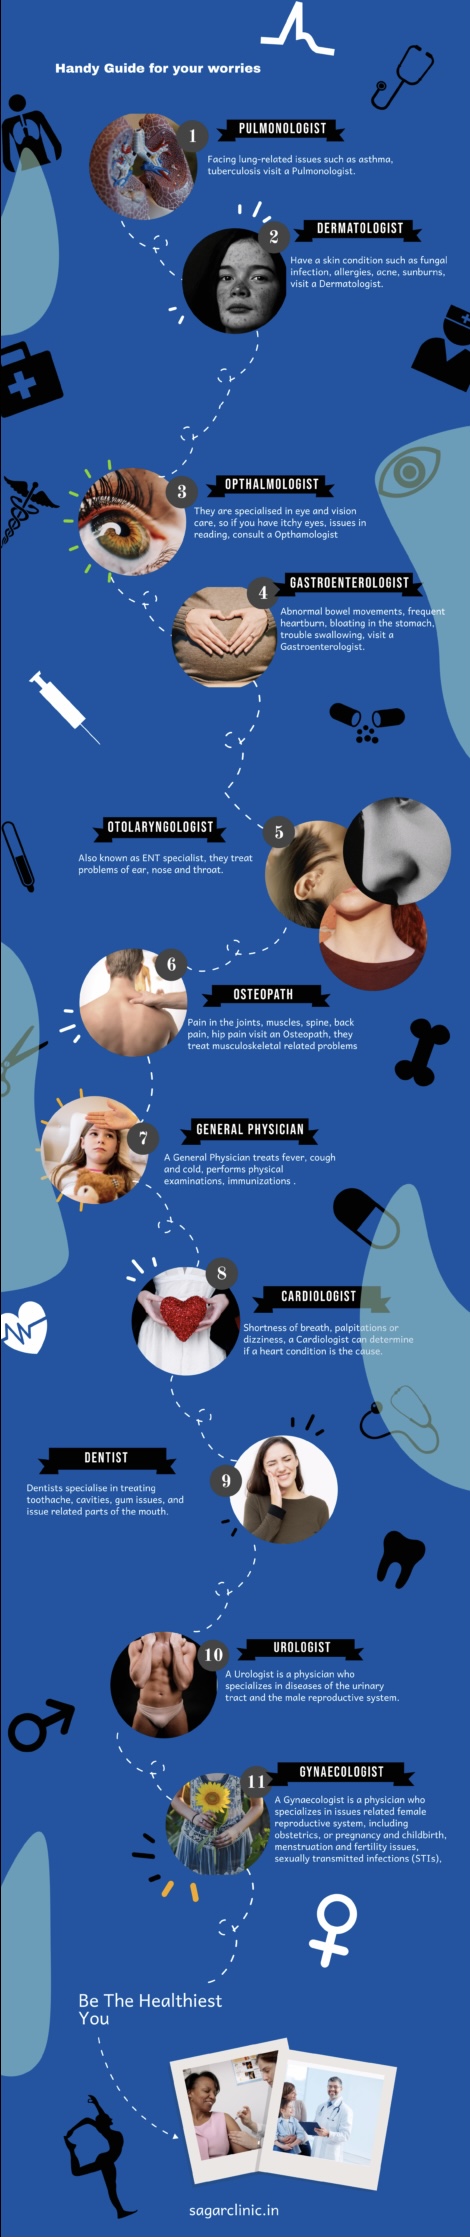 Handy Guide for your worries
1
PULMONOLOGIST
Facing lung-related issues such as asthma,
tuberculosis visit a Pulmonologist.
2
DERMATOLOGIST
Have a skin condition such as fungal
infection, allergies, acne, sunburns,
visit a Dermatologist.
3
OPTHALMOLOGIST
They are specialised in eye and vision
care, so if you have itchy eyes, issues in
reading, consult a Opthamologist
4
GASTROENTEROLOGIST
Abnormal bowel movements, frequent
heartburn, bloating in the stomach,
trouble swallowing, visit a
Gastroenterologist.
5
OTOLARYNGOLOGIST
Also known as ENT specialist, they treat
problems of ear, nose and throat.
6
OSTEOPATH
Pain in the joints, muscles, spine, back
pain, hip pain visit an Osteopath, they
treat musculoskeletal related problems
7
GENERAL PHYSICIAN
A General Physician treats fever, cough
and cold, performs physical
examinations, immunizations .
8
CARDIOLOGIST
Shortness of breath, palpitations or
dizziness, a Cardiologist can determine
if a heart condition is the cause.
9
DENTIST
Dentists specialise in treating
toothache, cavities, gum issues, and
issue related parts of the mouth.
10
UROLOGIST
A Urologist is a physician who
specializes in diseases of the urinary
tract and the male reproductive system.
11
GYNAECOLOGIST
A Gynaecologist is a physician who
specializes in issues related female
reproductive system, including
obstetrics, or pregnancy and childbirth,
menstruation and fertility issues,
sexually transmitted infections (STIs),
Be The Healthiest
You
sagarclinic.in